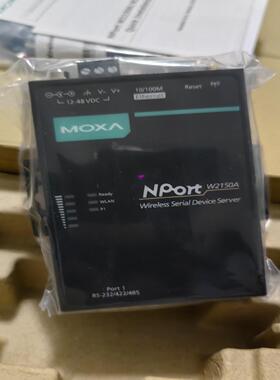 12-48 VDC
V- V+
10/100M
Ethernet
Reset
MOXA
Ready
WLAN
P1
NPort W2150A
Wireless Serial Device Server
Port 1
RS-232/422/485